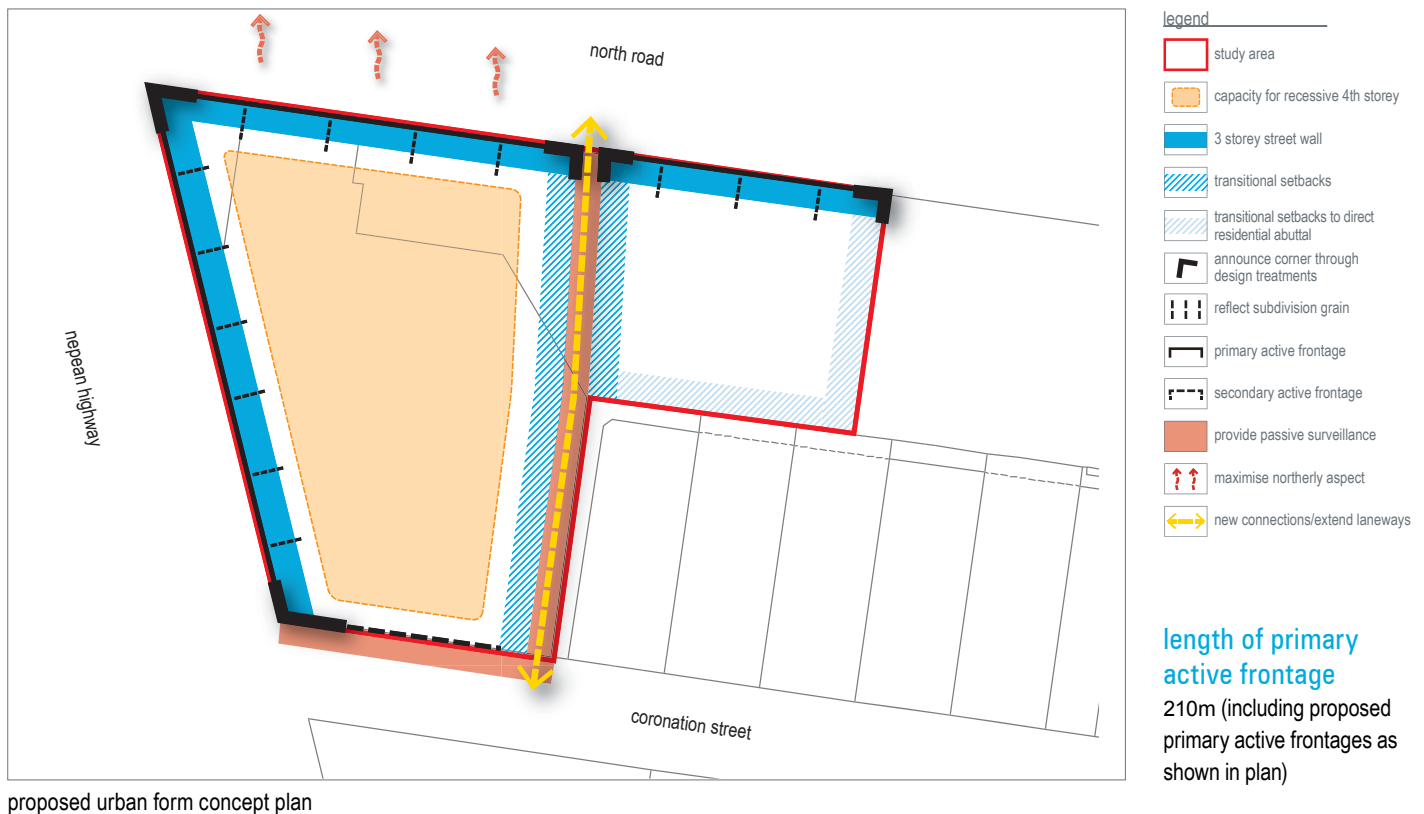 north road
nepean highway
coronation street
proposed urban form concept plan
legend
study area
capacity for recessive 4th storey
3 storey street wall
transitional setbacks
transitional setbacks to direct
residential abuttal
announce corner through
design treatments
reflect subdivision grain
primary active frontage
secondary active frontage
provide passive surveillance
maximise northerly aspect
new connections/extend laneways
length of primary
active frontage
210m (including proposed
primary active frontages as
shown in plan)